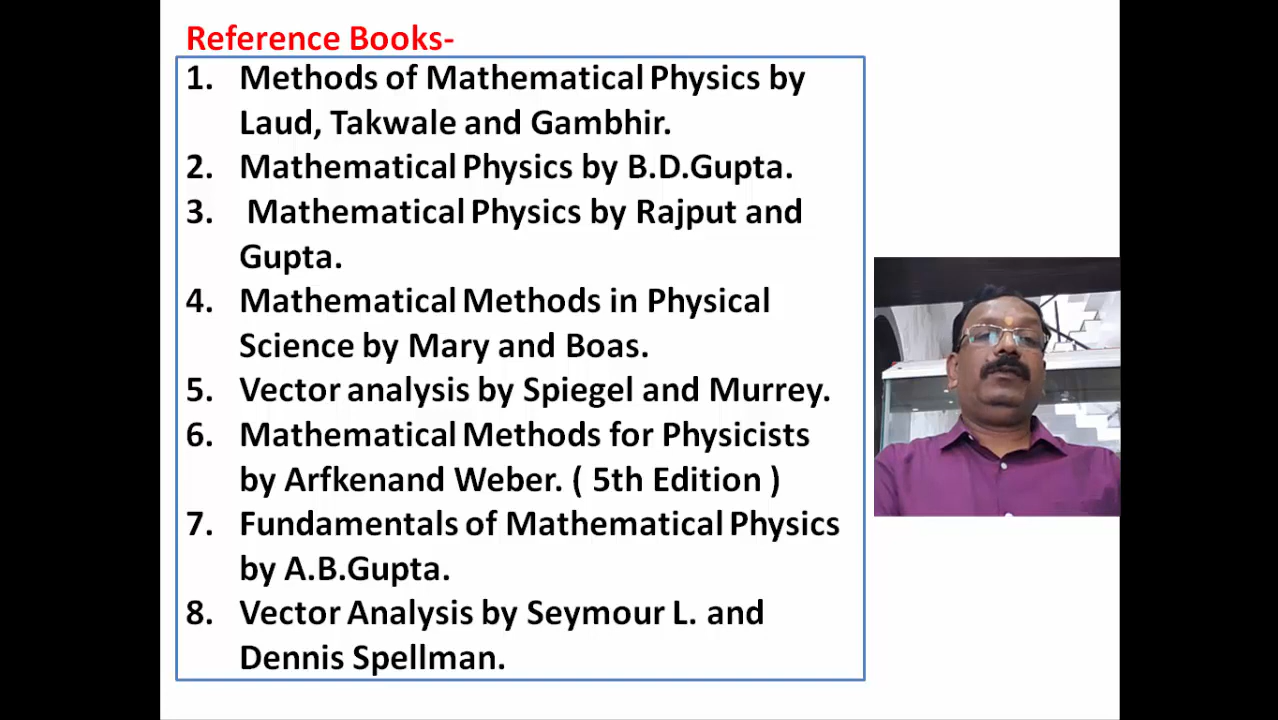 Reference Books-
1. Methods of Mathematical Physics by
Laud, Takwale and Gambhir.
2. Mathematical Physics by B.D.Gupta.
3. Mathematical Physics by Rajput and
Gupta.
4. Mathematical Methods in Physical
Science by Mary and Boas.
5. Vector analysis by Spiegel and Murrey.
6. Mathematical Methods for Physicists
by Arfkenand Weber. ( 5th Edition )
7. Fundamentals of Mathematical Physics
by A.B.Gupta.
8. Vector Analysis by Seymour L. and
Dennis Spellman.